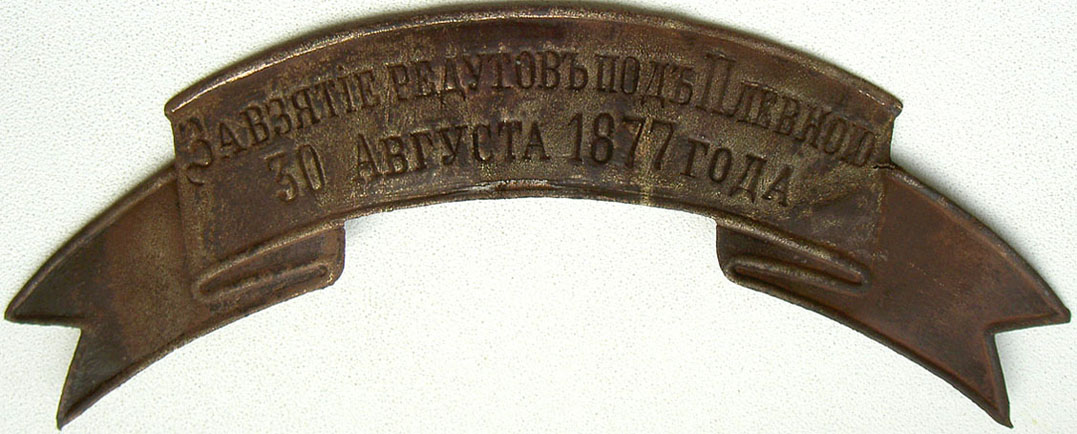 За взятіе редутовъ подъ Плевною
30 Августа 1877 года